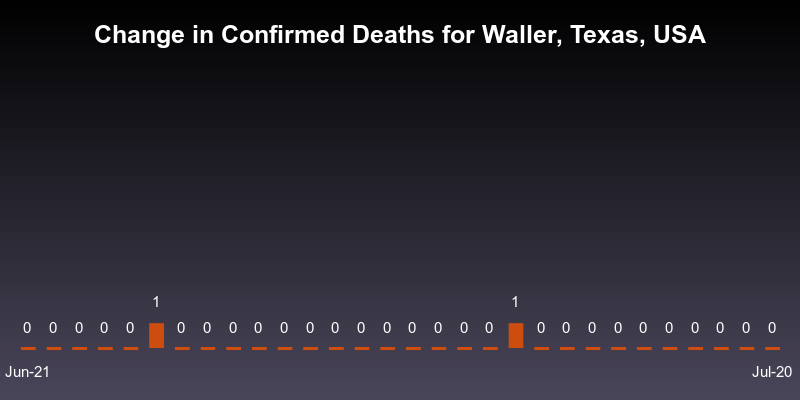 Change in Confirmed Deaths for Waller, Texas, USA
1 1
0 0 0 0 0 0 0 0 0 0 0 0 0 0 0 0 0 0 0 0 0 0 0 0 0 0 0 0
Jun-21 Jul-20